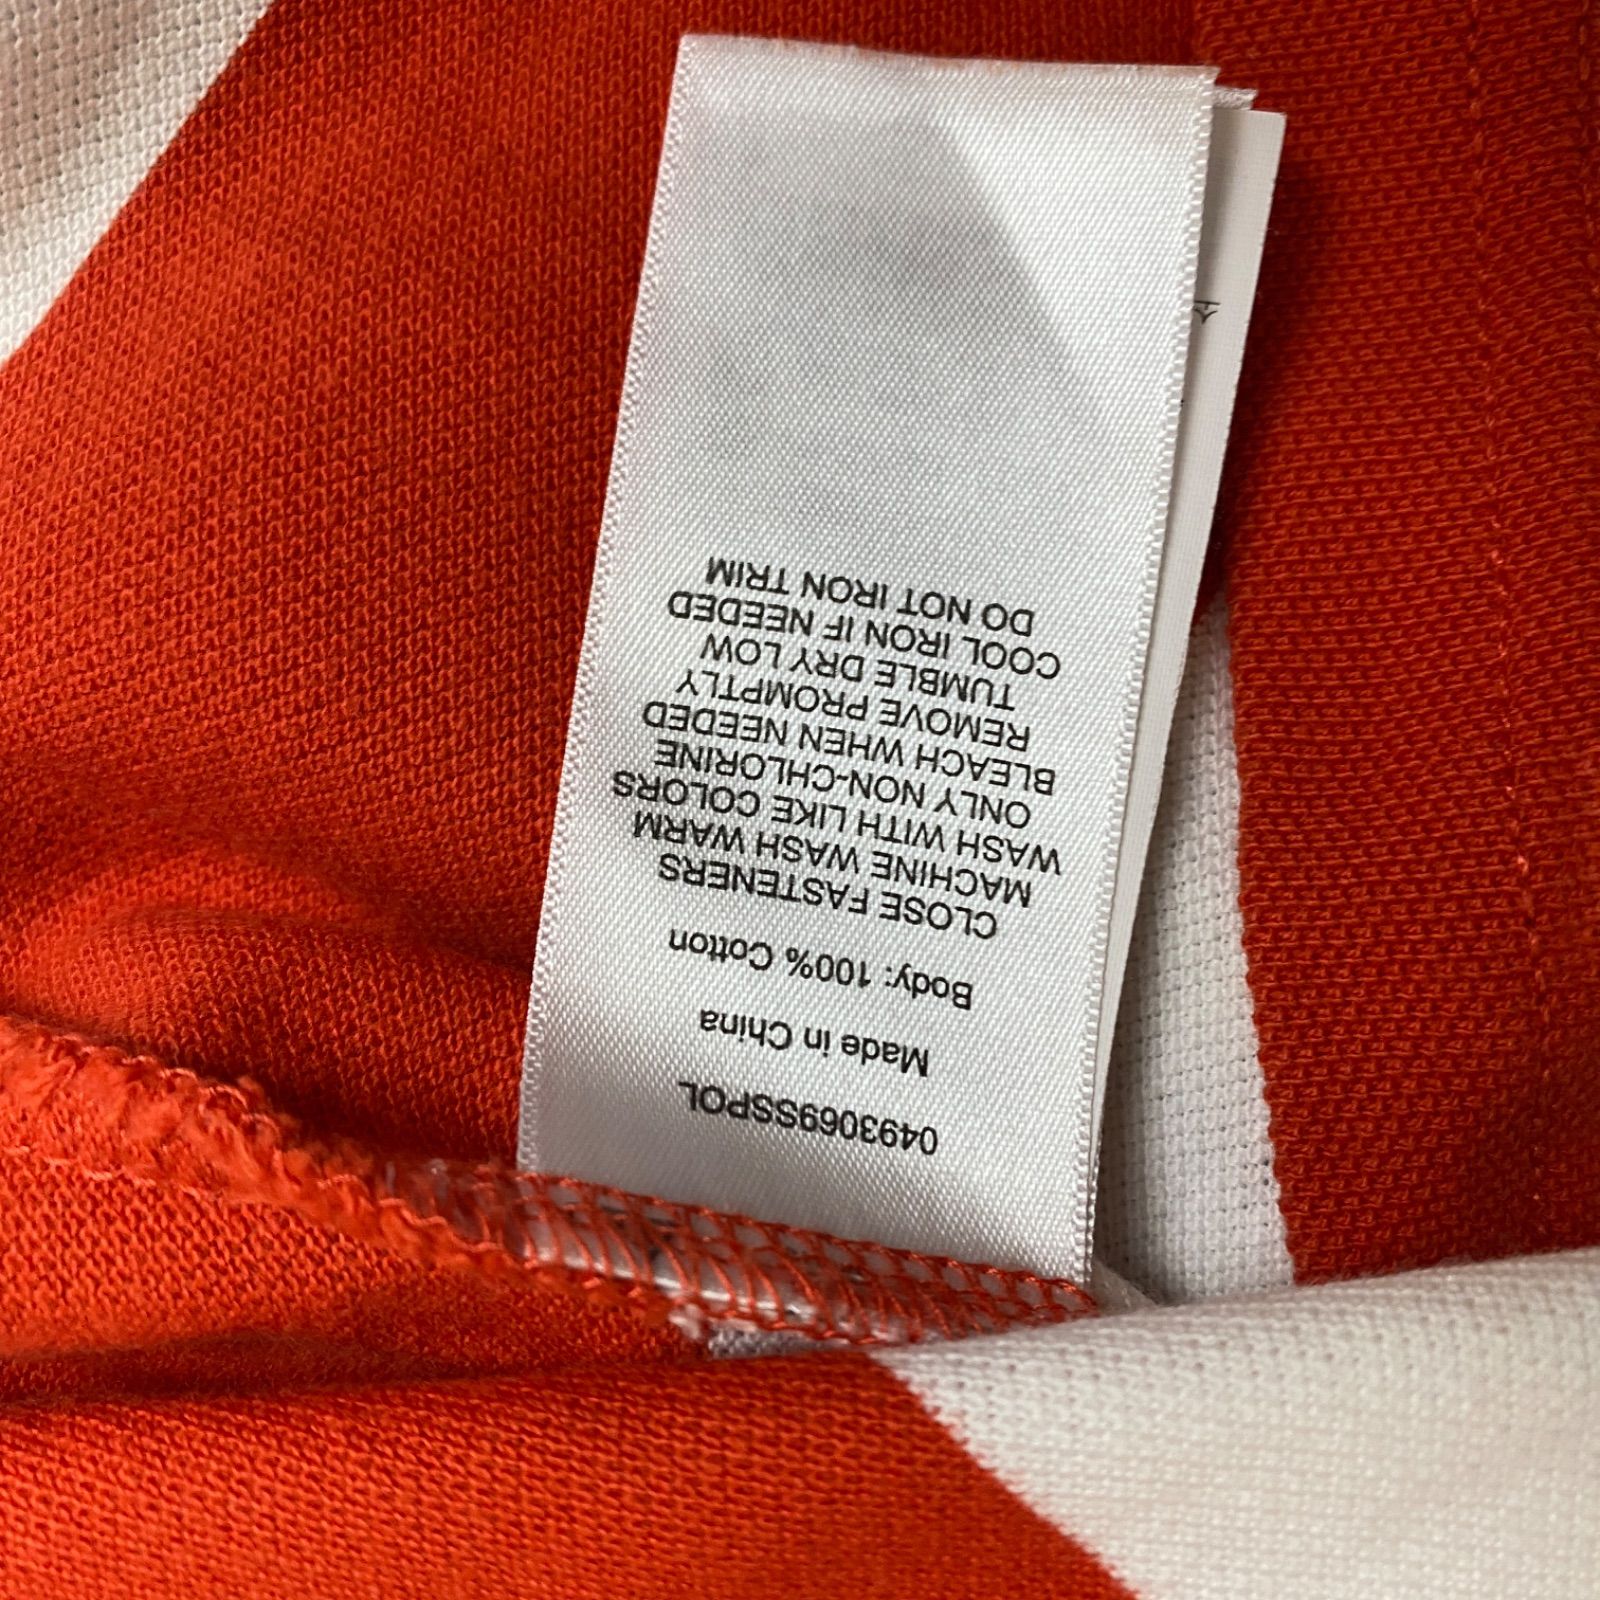 0493069SSPOL
Made in China
Body: 100% Cotton
CLOSE FASTENERS
MACHINE WASH WARM
WASH WITH LIKE COLORS
ONLY NON-CHLORINE
BLEACH WHEN NEEDED
REMOVE PROMPTLY
TUMBLE DRY LOW
COOL IRON IF NEEDED
DO NOT IRON TRIM